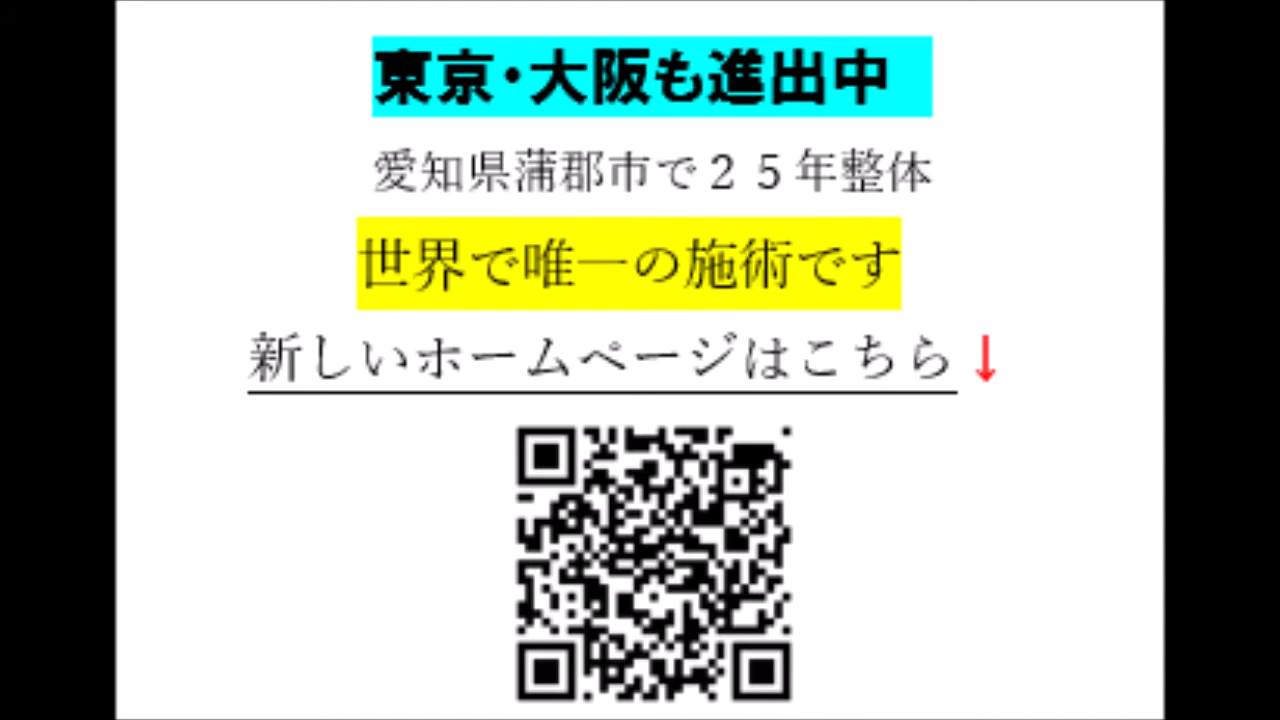 東京・大阪も進出中
愛知県蒲郡市で２５年整体
世界で唯一の施術です
新しいホームページはこちら↓